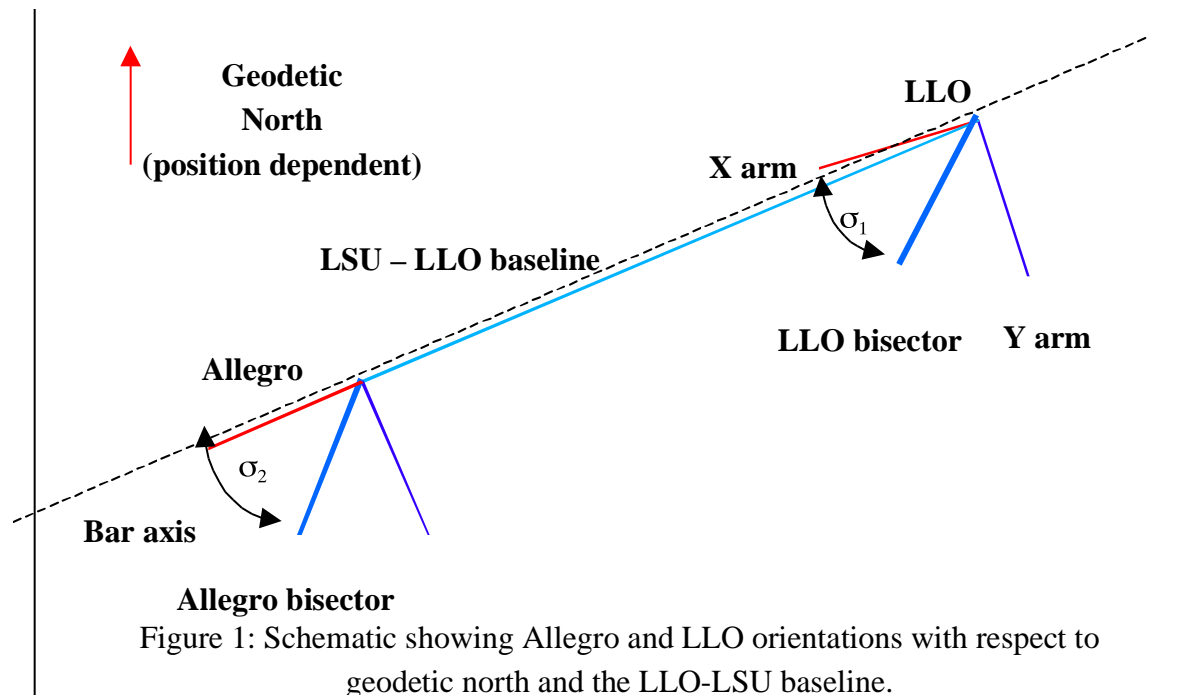 Geodetic
North
(position dependent)
LLO
X arm
σ1
LSU – LLO baseline
LLO bisector
Y arm
Allegro
σ2
Bar axis
Allegro bisector
Figure 1: Schematic showing Allegro and LLO orientations with respect to
geodetic north and the LLO-LSU baseline.